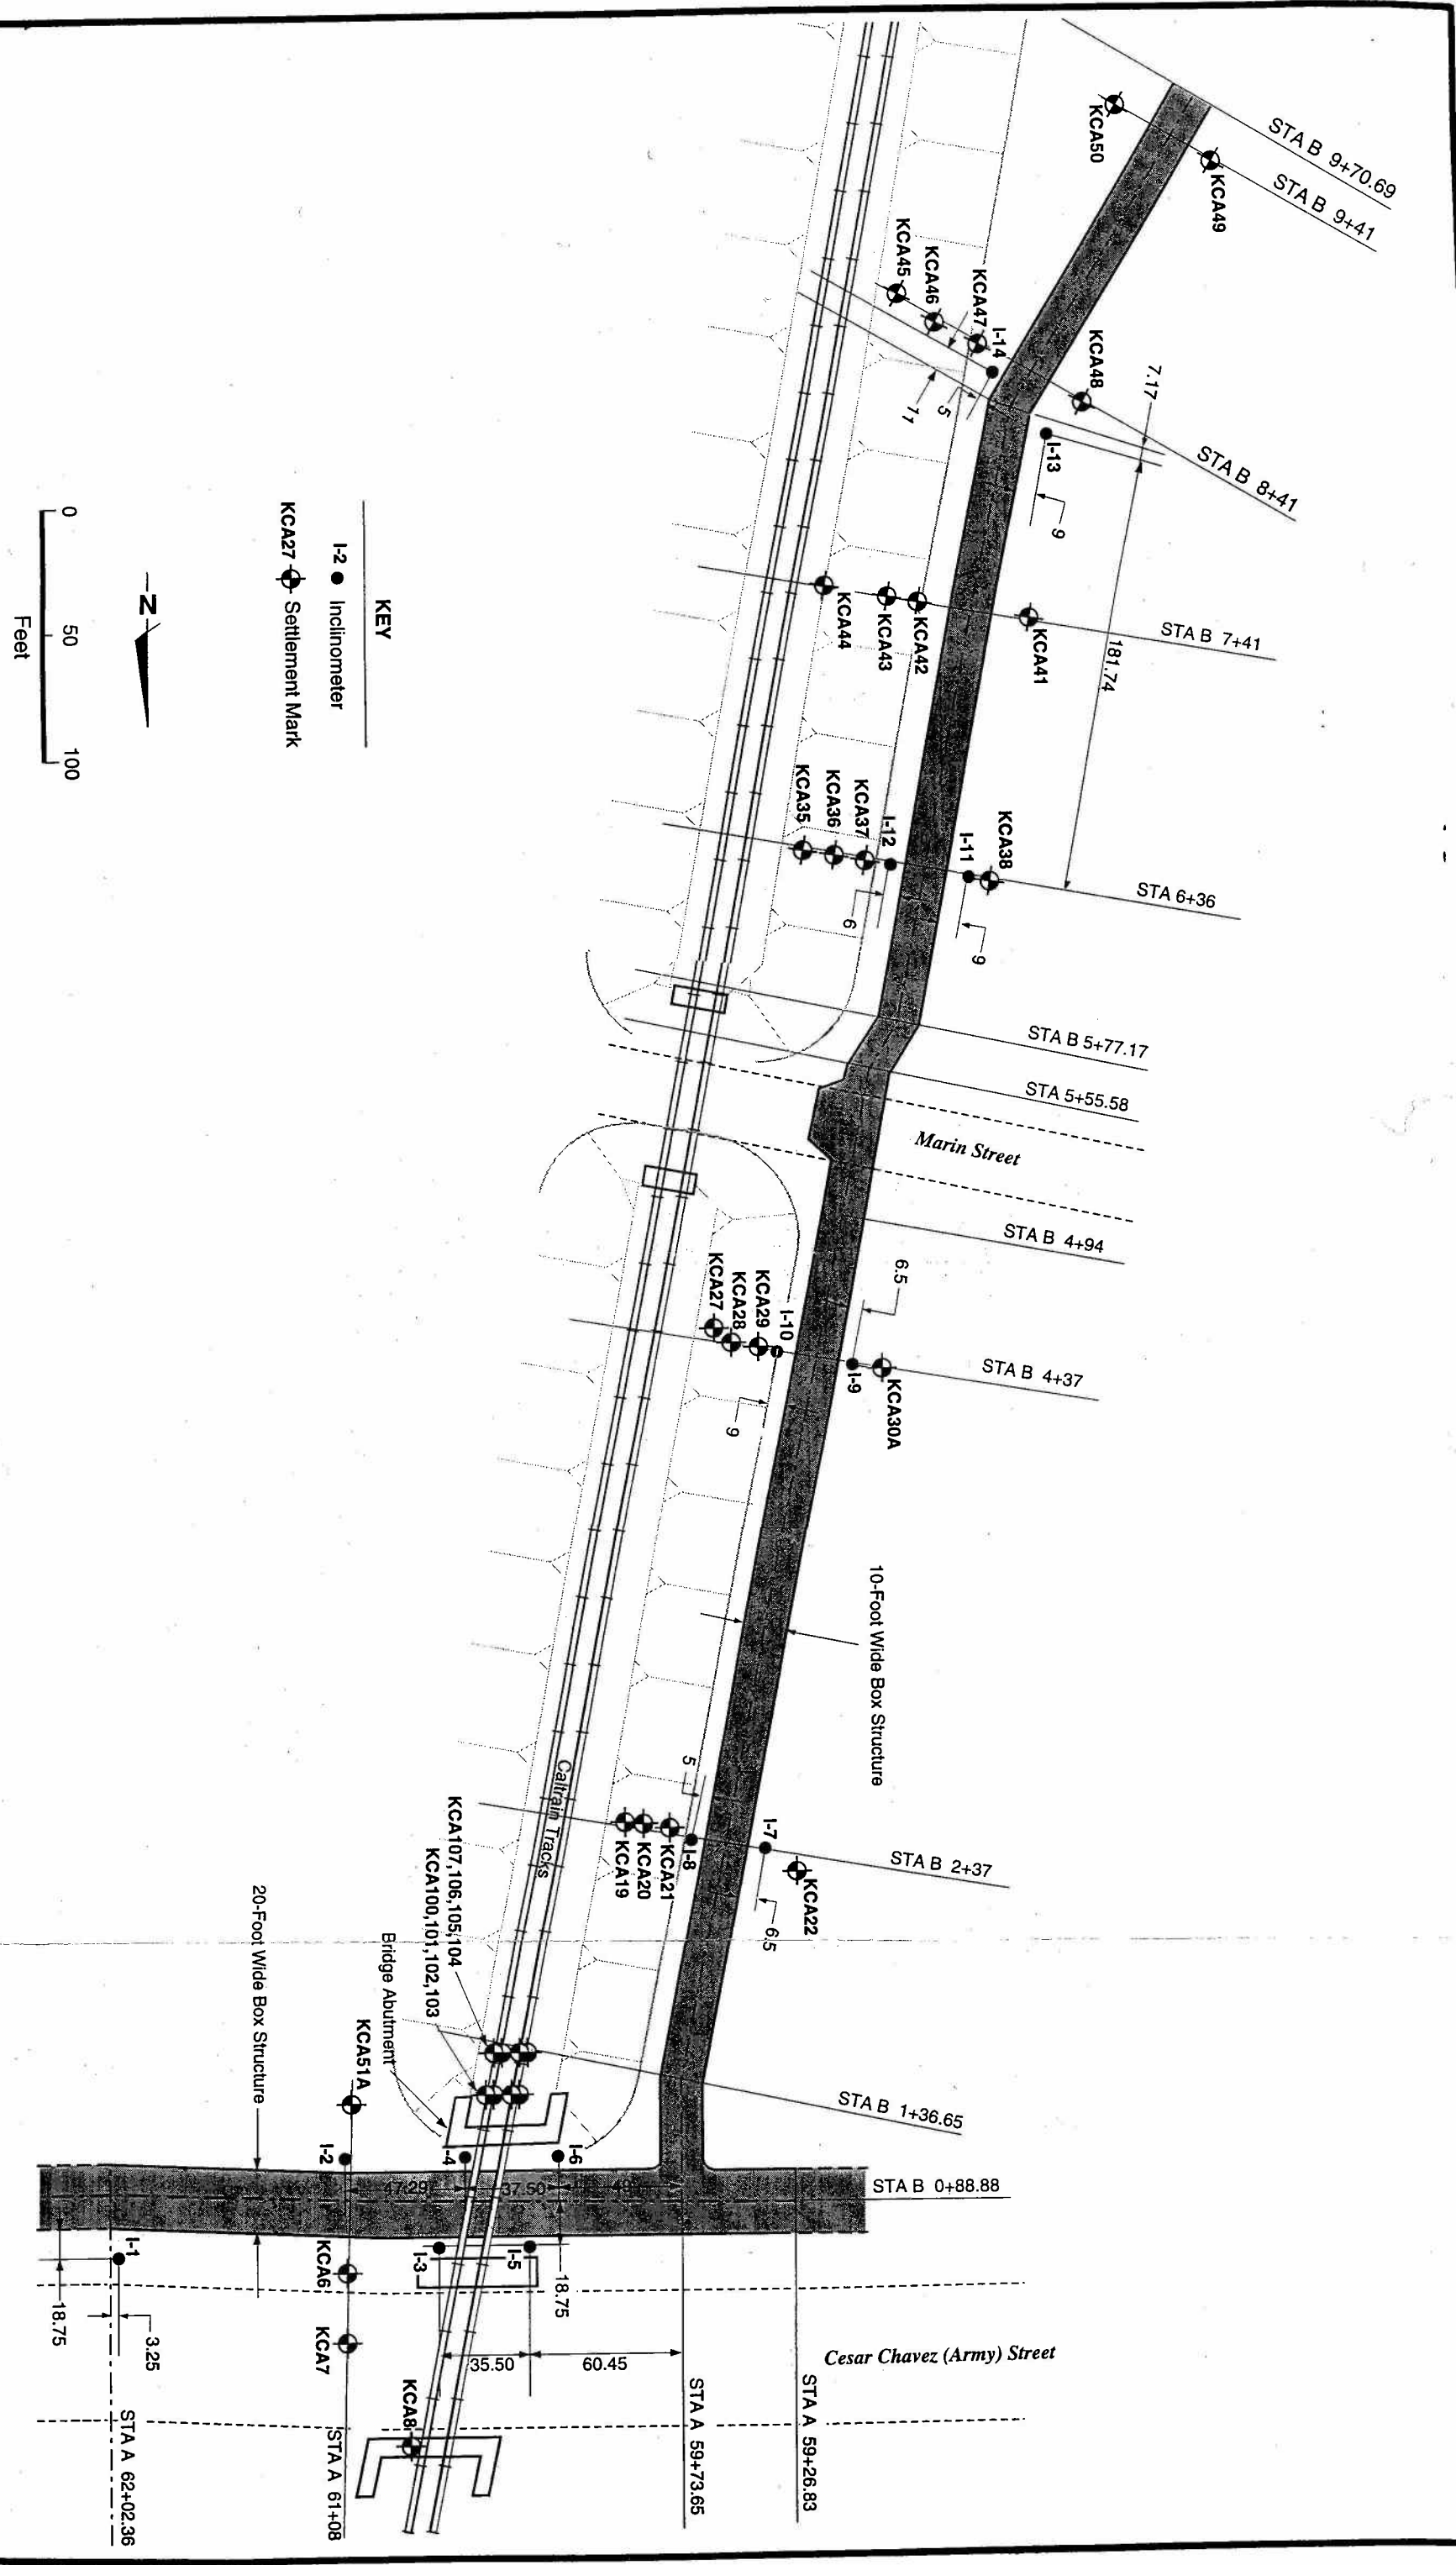 STA B 9+70.69
STA B 9+41
KCA50
KCA49
KCA45
KCA46
KCA47
I-14
KCA48
7.17
STA B 8+41
5
I-13
9
KCA44
KCA43
KCA42
KCA41
STA B 7+41
181.74
KEY
I-2 Inclinometer
KCA27 Settlement Mark
N
0 50 100
Feet
KCA35
KCA36
KCA37
I-12
I-11
KCA38
STA 6+36
6
9
STA B 5+77.17
STA 5+55.58
Marin Street
STA B 4+94
6.5
KCA27
KCA28
KCA29
I-10
I-9
KCA30A
STA B 4+37
9
10-Foot Wide Box Structure
5
Caltrain Tracks
KCA19
KCA20
KCA21
I-8
I-7
KCA22
STA B 2+37
6.5
KCA107,106,105,104
KCA100,101,102,103
Bridge Abutment
20-Foot Wide Box Structure
KCA51A
STA B 1+36.65
I-2
I-4
I-6
47.29
37.50
STA B 0+88.88
I-1
I-3
I-5
18.75
KCA6
KCA7
18.75
3.25
35.50
60.45
Cesar Chavez (Army) Street
KCA8
STA A 62+02.36
STA A 61+08
STA A 59+73.65
STA A 59+26.83